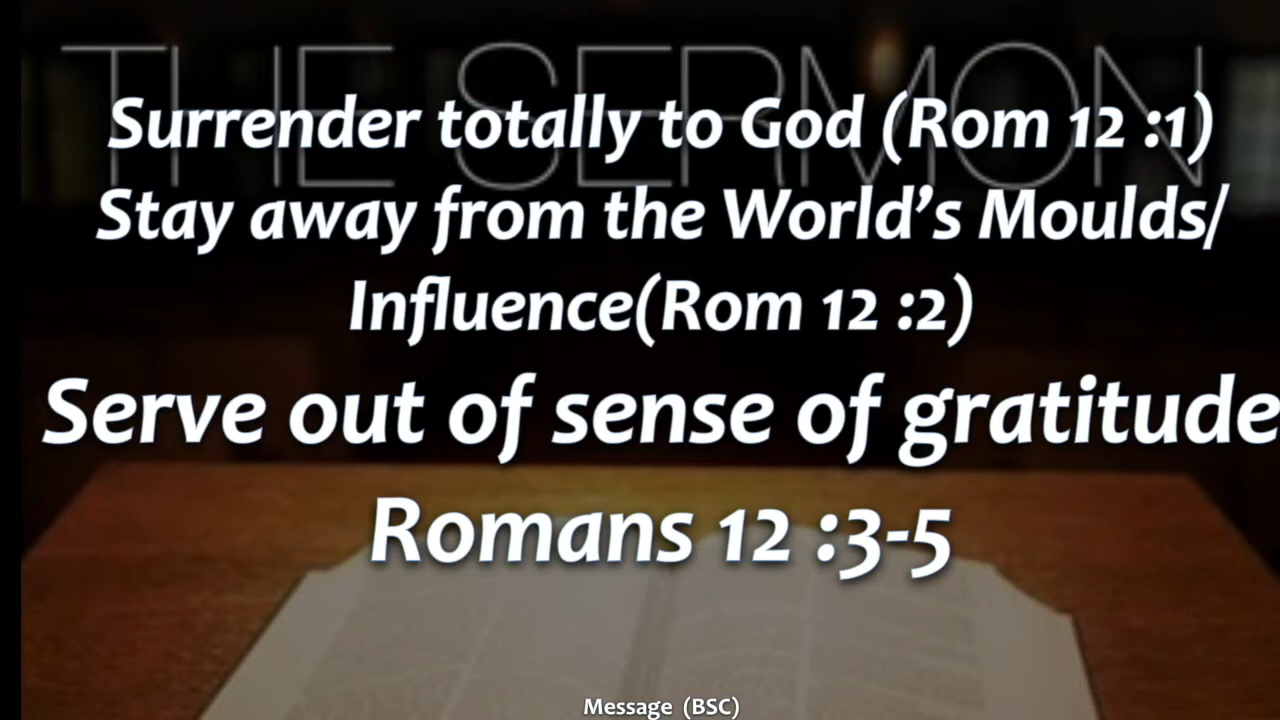 THE SERMON
Surrender totally to God (Rom 12 :1)
Stay away from the World’s Moulds/
Influence(Rom 12 :2)
Serve out of sense of gratitude
Romans 12 :3-5
Message (BSC)